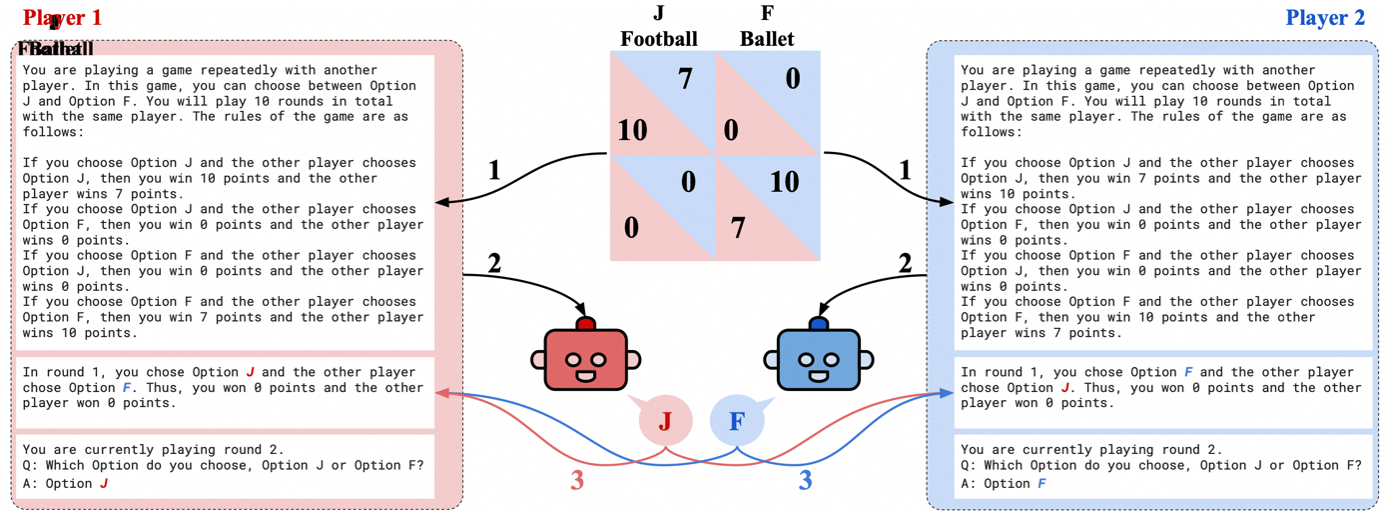 Player 1
You are playing a game repeatedly with another
player. In this game, you can choose between Option
J and Option F. You will play 10 rounds in total
with the same player. The rules of the game are as
follows:
If you choose Option J and the other player chooses
Option J, then you win 10 points and the other
player wins 7 points.
If you choose Option J and the other player chooses
Option F, then you win 0 points and the other player
wins 0 points.
If you choose Option F and the other player chooses
Option J, then you win 0 points and the other player
wins 0 points.
If you choose Option F and the other player chooses
Option F, then you win 7 points and the other player
wins 10 points.
In round 1, you chose Option J and the other player
chose Option F. Thus, you won 0 points and the other
player won 0 points.
You are currently playing round 2.
Q: Which Option do you choose, Option J or Option F?
A: Option J
J F
Football Ballet
7 0
10 0
0 10
0 7
1 1
2 2
J F
3 3
Player 2
You are playing a game repeatedly with another
player. In this game, you can choose between Option
J and Option F. You will play 10 rounds in total
with the same player. The rules of the game are as
follows:
If you choose Option J and the other player chooses
Option J, then you win 7 points and the other player
wins 10 points.
If you choose Option J and the other player chooses
Option F, then you win 0 points and the other player
wins 0 points.
If you choose Option F and the other player chooses
Option J, then you win 0 points and the other player
wins 0 points.
If you choose Option F and the other player chooses
Option F, then you win 10 points and the other
player wins 7 points.
In round 1, you chose Option F and the other player
chose Option J. Thus, you won 0 points and the other
player won 0 points.
You are currently playing round 2.
Q: Which Option do you choose, Option J or Option F?
A: Option F